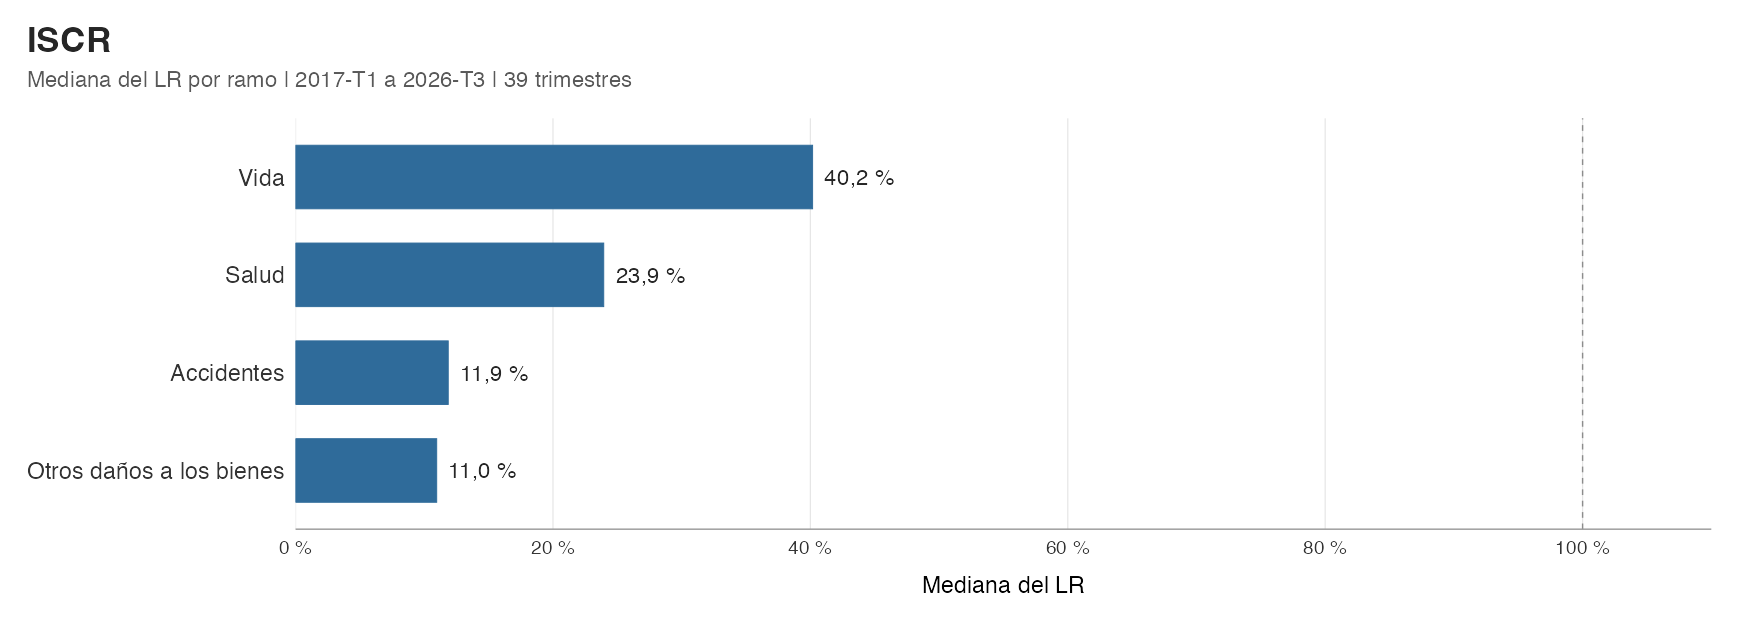 ISCR
Mediana del LR por ramo | 2017-T1 a 2026-T3 | 39 trimestres
Vida
40,2 %
Salud
23,9 %
Accidentes
11,9 %
Otros daños a los bienes
11,0 %
0 % 20 % 40 % 60 % 80 % 100 %
Mediana del LR